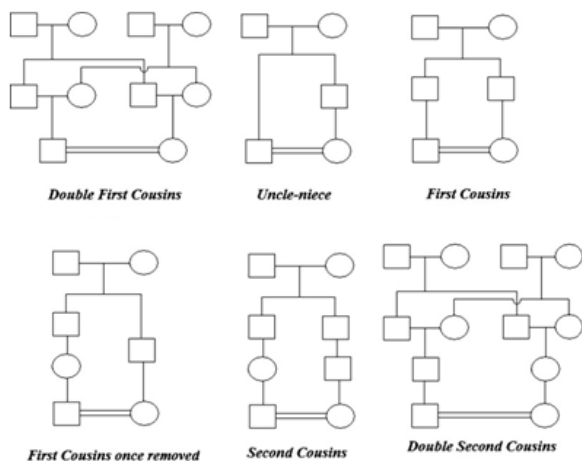 Double First Cousins
Uncle-niece
First Cousins
First Cousins once removed
Second Cousins
Double Second Cousins